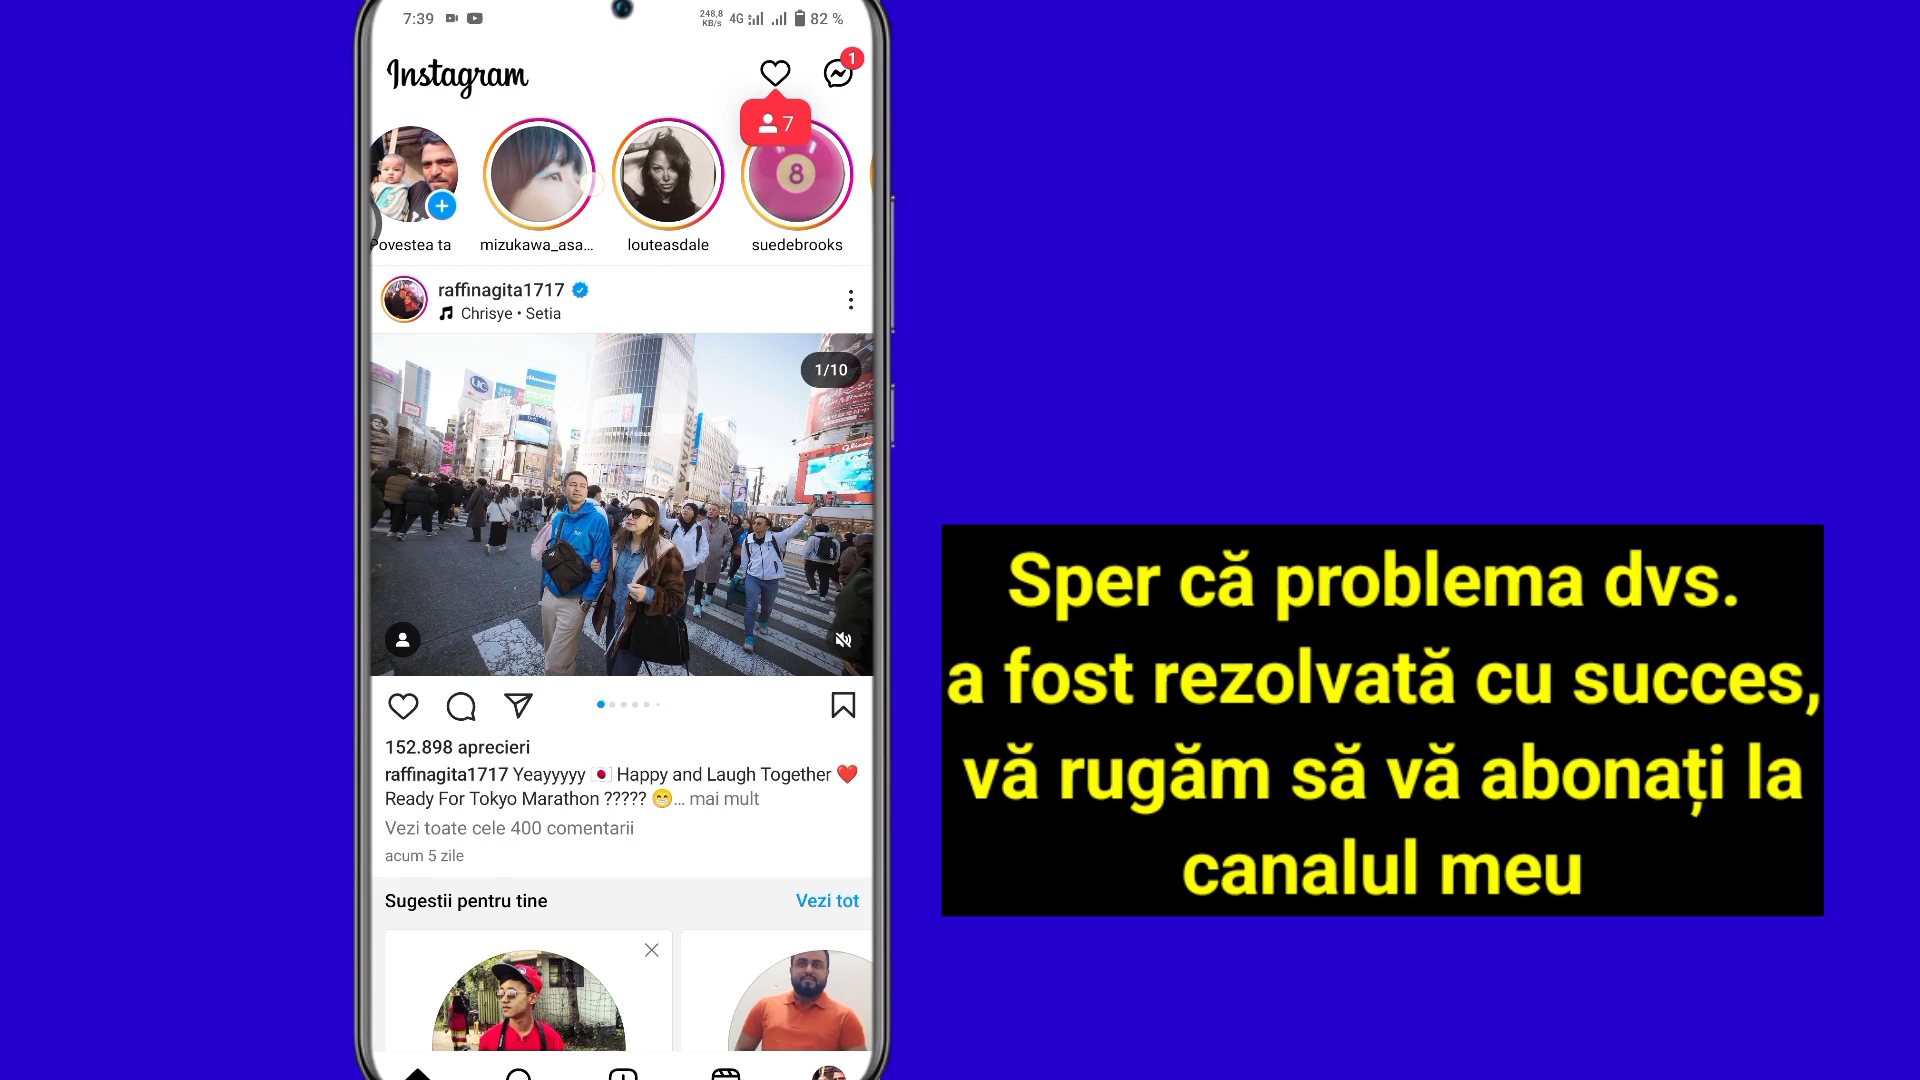 7:39
248,8 KB/s 4G 82 %
Instagram
1
7
8
Povestea ta
mizukawa_asa...
louteasdale
suedebrooks
raffinagita1717
Chrisye • Setia
1/10
152.898 aprecieri
raffinagita1717 Yeayyyyy 🇯🇵 Happy and Laugh Together ❤️
Ready For Tokyo Marathon ????? 😁... mai mult
Vezi toate cele 400 comentarii
acum 5 zile
Sugestii pentru tine
Vezi tot
Sper că problema dvs.
a fost rezolvată cu succes,
vă rugăm să vă abonați la
canalul meu